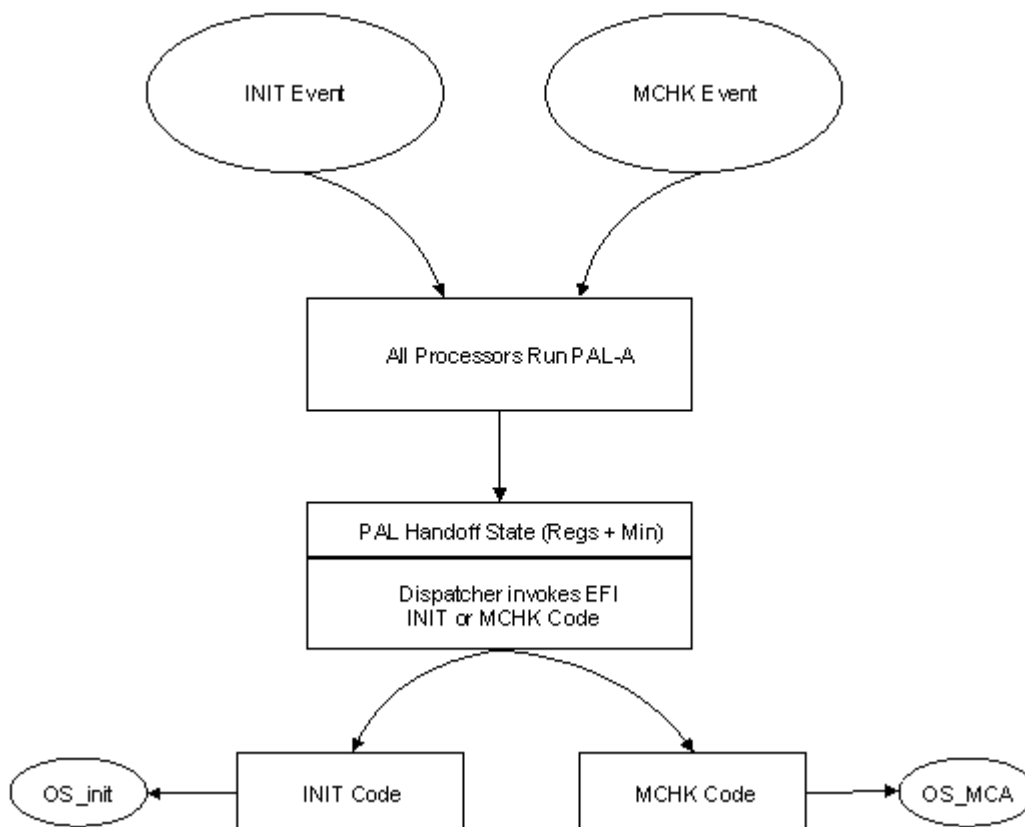 INIT Event
MCHK Event
All Processors Run PAL-A
PAL Handoff State (Regs + Min)
Dispatcher invokes EFI
INIT or MCHK Code
OS_init
INIT Code
MCHK Code
OS_MCA